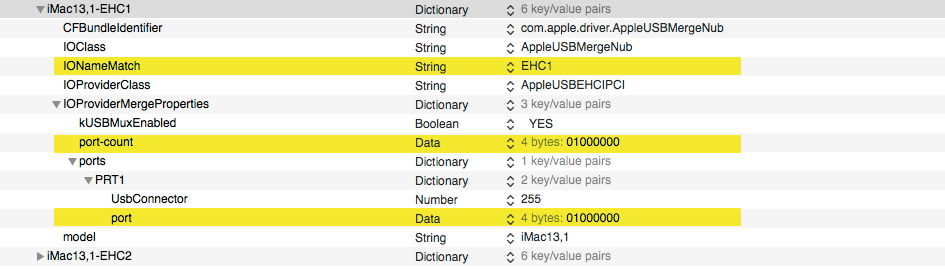 iMac13,1-EHC1 Dictionary 6 key/value pairs
CFBundleIdentifier String com.apple.driver.AppleUSBMergeNub
IOClass String AppleUSBMergeNub
IONameMatch String EHC1
IOProviderClass String AppleUSBEHCIPCI
IOProviderMergeProperties Dictionary 3 key/value pairs
kUSBMuxEnabled Boolean YES
port-count Data 4 bytes: 01000000
ports Dictionary 1 key/value pairs
PRT1 Dictionary 2 key/value pairs
UsbConnector Number 255
port Data 4 bytes: 01000000
model String iMac13,1
iMac13,1-EHC2 Dictionary 6 key/value pairs